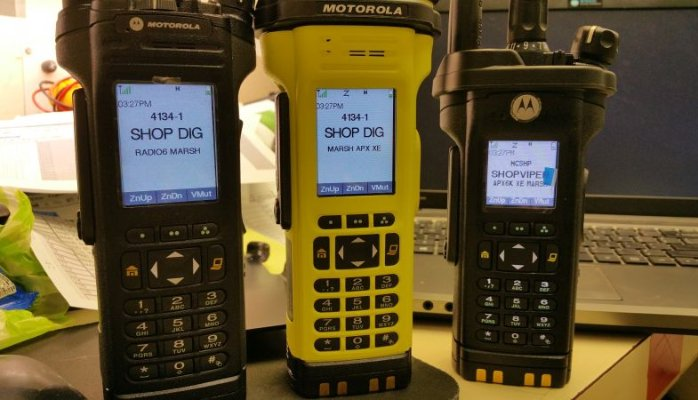 MOTOROLA
03:27PM
4134-1
SHOP DIG
RADIO6 MARSH
ZnUp ZnDn VMut
1
2 ABC
3 DEF
4 GHI
5 JKL
6 MNO
7 PQRS
8 TUV
9 WXYZ
*
0
#
MOTOROLA
Z N
03:27PM
4134-1
SHOP DIG
MARSH APX XE
ZnUp ZnDn VMut
1
2 ABC
3 DEF
4 GHI
5 JKL
6 MNO
7 PQRS
8 TUV
9 WXYZ
*
0
#
MOTOROLA
03:27PM
NCSHP
SHOPVIPE
APX6K XE MARSH
ZnUp ZnDn VMut
1
2 ABC
3 DEF
4 GHI
5 JKL
6 MNO
7 PQRS
8 TUV
9 WXYZ
*
0
#